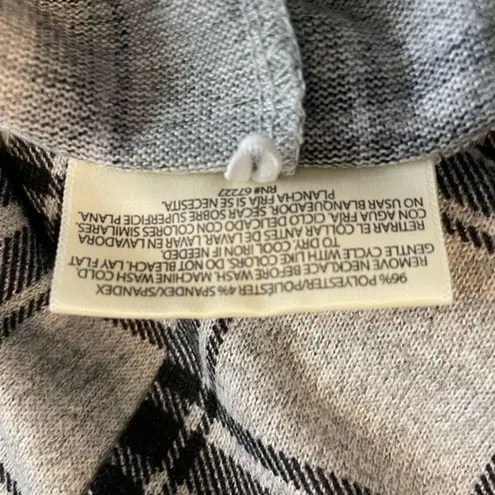 96% POLYESTER/POLIÉSTER 4% SPANDEX/SPANDEX
REMOVE NECKLACE BEFORE WASH. MACHINE WASH COLD.
GENTLE CYCLE WITH LIKE COLORS. DO NOT BLEACH. LAY FLAT
TO DRY. COOL IRON IF NEEDED.
RETIRAR EL COLLAR DE ANTES DE LAVAR. LAVAR EN LAVADORA
CON AGUA FRIA. CICLO DELICADO CON COLORES SIMILARES.
NO USAR BLANQUEADOR. SECAR SOBRE SUPERFICIE PLANA.
PLANCHA FRIA SI SE NECESITA.
RN# 67227